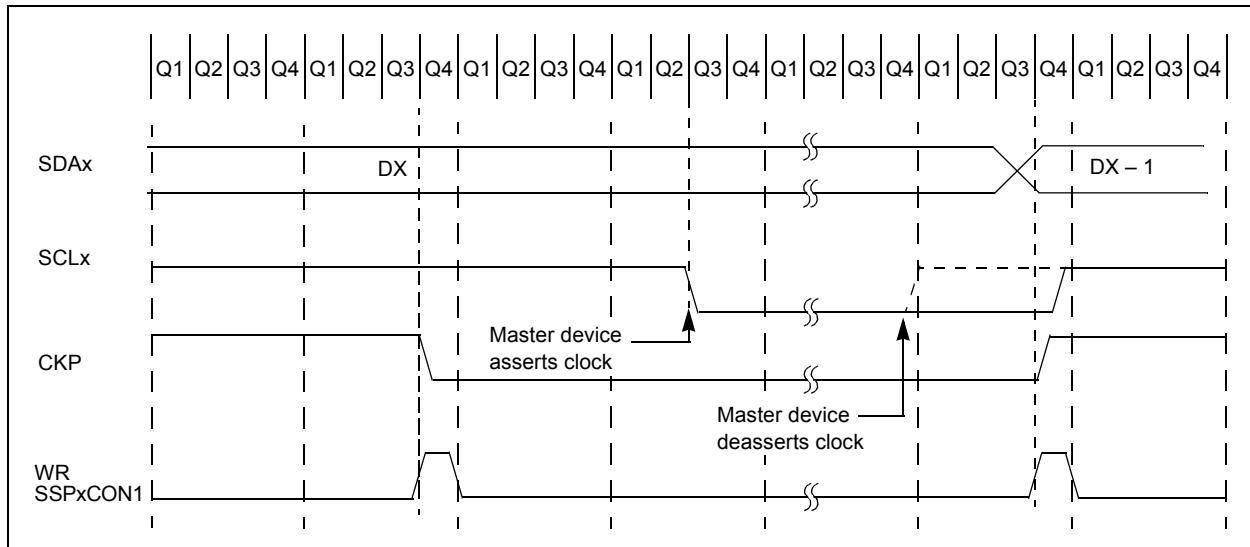 Q1 Q2 Q3 Q4 Q1 Q2 Q3 Q4 Q1 Q2 Q3 Q4 Q1 Q2 Q3 Q4 Q1 Q2 Q3 Q4 Q1 Q2 Q3 Q4 Q1 Q2 Q3 Q4
SDAx
DX
DX – 1
SCLx
Master device
asserts clock
CKP
Master device
deasserts clock
WR
SSPxCON1